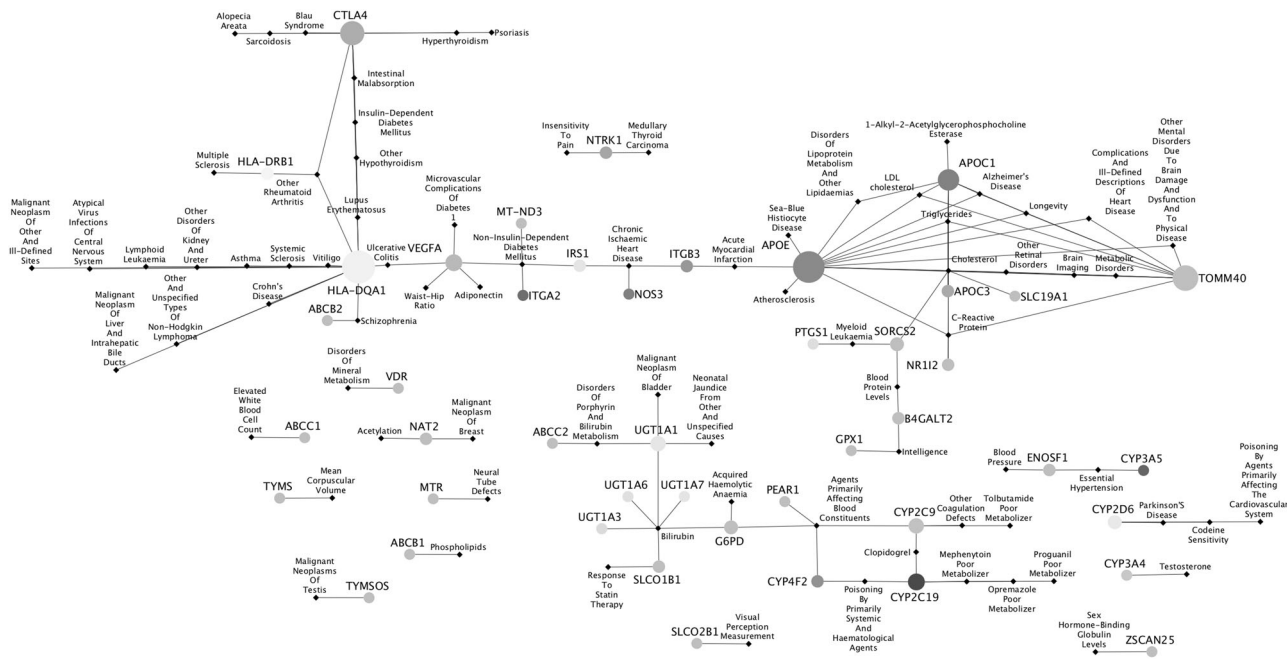 CTLA4
Alopecia
Areata
Blau
Syndrome
Sarcoidosis
Hyperthyroidism
Psoriasis
Intestinal
Malabsorption
Insulin-Dependent
Diabetes
Mellitus
Other
Hypothyroidism
Multiple
Sclerosis
HLA-DRB1
Other
Rheumatoid
Arthritis
Lupus
Erythematosus
Malignant
Neoplasm
Of
Other
And
Ill-Defined
Sites
Atypical
Virus
Infections
Of
Central
Nervous
System
Lymphoid
Leukaemia
Other
Disorders
Of
Kidney
And
Ureter
Asthma
Systemic
Sclerosis
Vitiligo
HLA-DQA1
Ulcerative
Colitis
Other
And
Unspecified
Types
Of
Non-Hodgkin
Lymphoma
Crohn's
Disease
Malignant
Neoplasm
Of
Liver
And
Intrahepatic
Bile
Ducts
ABCB2
Schizophrenia
VEGFA
Microvascular
Complications
Of
Diabetes
1
Waist-Hip
Ratio
Adiponectin
MT-ND3
Non-Insulin-Dependent
Diabetes
Mellitus
ITGA2
IRS1
Chronic
Ischaemic
Heart
Disease
NOS3
ITGB3
Acute
Myocardial
Infarction
Insensitivity
To
Pain
NTRK1
Medullary
Thyroid
Carcinoma
Sea-Blue
Histiocyte
Disease
APOE
Atherosclerosis
Disorders
Of
Lipoprotein
Metabolism
And
Other
Lipidaemias
1-Alkyl-2-Acetylglycerophosphocholine
Esterase
APOC1
LDL
cholesterol
Alzheimer's
Disease
Triglycerides
Longevity
Complications
And
Ill-Defined
Descriptions
Of
Heart
Disease
Other
Mental
Disorders
Due
To
Brain
Damage
And
Dysfunction
And
To
Physical
Disease
Cholesterol
Other
Retinal
Disorders
Brain
Imaging
Metabolic
Disorders
TOMM40
APOC3
SLC19A1
C-Reactive
Protein
NR1I2
PTGS1
Myeloid
Leukaemia
SORCS2
Blood
Protein
Levels
B4GALT2
GPX1
Intelligence
Disorders
Of
Mineral
Metabolism
VDR
Elevated
White
Blood
Cell
Count
ABCC1
Acetylation
NAT2
Malignant
Neoplasm
Of
Breast
TYMS
Mean
Corpuscular
Volume
MTR
Neural
Tube
Defects
ABCB1
Phospholipids
Malignant
Neoplasms
Of
Testis
TYMSOS
ABCC2
Disorders
Of
Porphyrin
And
Bilirubin
Metabolism
Malignant
Neoplasm
Of
Bladder
UGT1A1
Neonatal
Jaundice
From
Other
And
Unspecified
Causes
UGT1A6
UGT1A7
UGT1A3
Bilirubin
Response
To
Statin
Therapy
SLCO1B1
Acquired
Haemolytic
Anaemia
G6PD
PEAR1
Agents
Primarily
Affecting
Blood
Constituents
CYP2C9
Other
Coagulation
Defects
Tolbutamide
Poor
Metabolizer
Clopidogrel
CYP4F2
Poisoning
By
Primarily
Systemic
And
Haematological
Agents
CYP2C19
Mephenytoin
Poor
Metabolizer
Opremazole
Poor
Metabolizer
Proguanil
Poor
Metabolizer
Blood
Pressure
ENOSF1
Essential
Hypertension
CYP3A5
CYP2D6
Parkinson'S
Disease
Codeine
Sensitivity
Poisoning
By
Agents
Primarily
Affecting
The
Cardiovascular
System
CYP3A4
Testosterone
SLCO2B1
Visual
Perception
Measurement
Sex
Hormone-Binding
Globulin
Levels
ZSCAN25